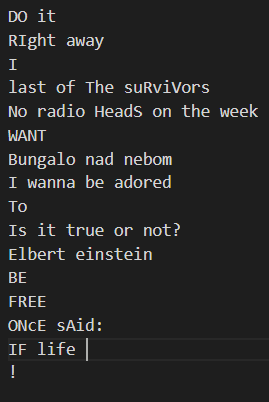 DO it
RIght away
I
last of The suRviVors
No radio HeadS on the week
WANT
Bungalo nad nebom
I wanna be adored
To
Is it true or not?
Elbert einstein
BE
FREE
ONcE sAid:
IF life
!